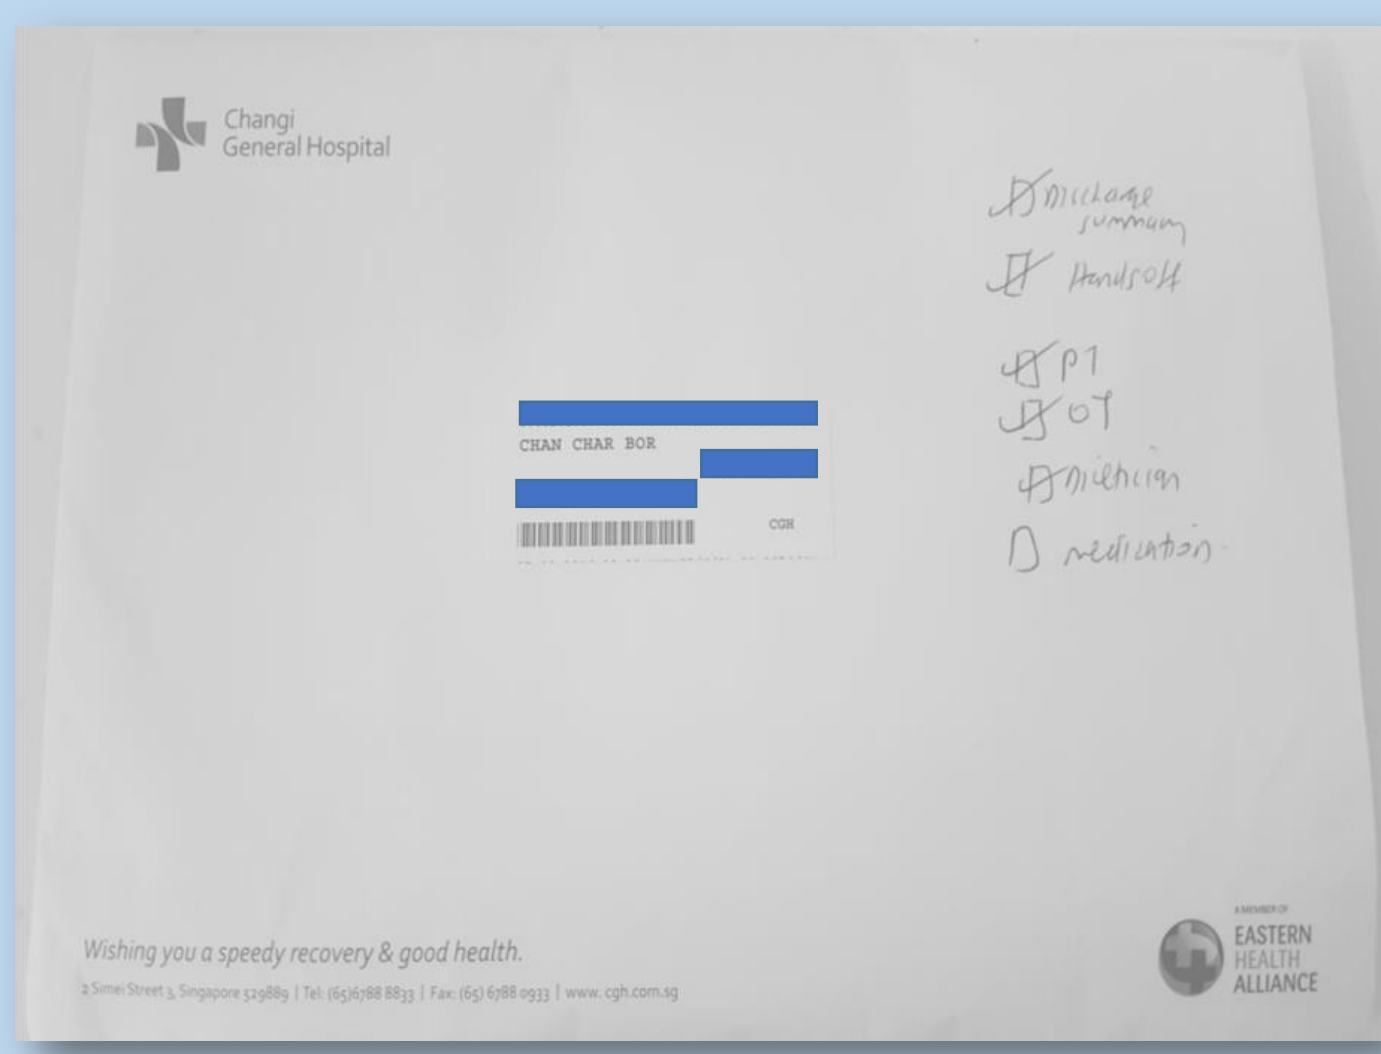 Changi
General Hospital
Discharge
summary
Handsoff
PT
OT
Dietician
medication
CHAN CHAR BOR
CGH
Wishing you a speedy recovery & good health.
2 Simei Street 3, Singapore 529889 | Tel: (65)6788 8833 | Fax: (65) 6788 0933 | www. cgh.com.sg
A MEMBER OF
EASTERN
HEALTH
ALLIANCE